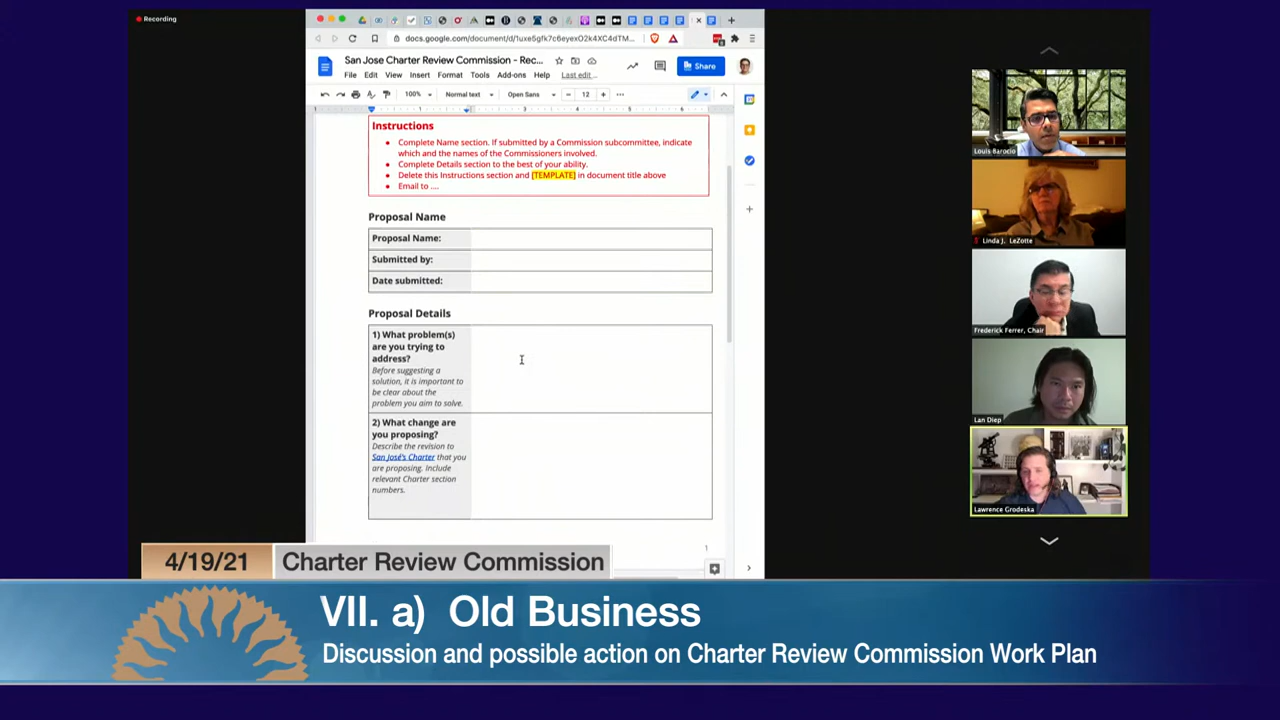 Recording
docs.google.com/document/d/1uxe5gfk7c6eyexO2k4XC4dTM...
San Jose Charter Review Commission - Rec...
Share
File Edit View Insert Format Tools Add-ons Help Last edit...
100% Normal text Open Sans 12
Instructions
Complete Name section. If submitted by a Commission subcommittee, indicate
which and the names of the Commissioners involved.
Complete Details section to the best of your ability.
Delete this Instructions section and [TEMPLATE] in document title above
Email to ....
Proposal Name
Proposal Name:
Submitted by:
Date submitted:
Proposal Details
1) What problem(s)
are you trying to
address?
Before suggesting a
solution, it is important to
be clear about the
problem you aim to solve.
2) What change are
you proposing?
Describe the revision to
San José's Charter that you
are proposing. Include
relevant Charter section
numbers.
1
Louis Barocio
Linda J. LeZotte
Frederick Ferrer, Chair
Lan Diep
Lawrence Grodeska
4/19/21 Charter Review Commission
VII. a) Old Business
Discussion and possible action on Charter Review Commission Work Plan